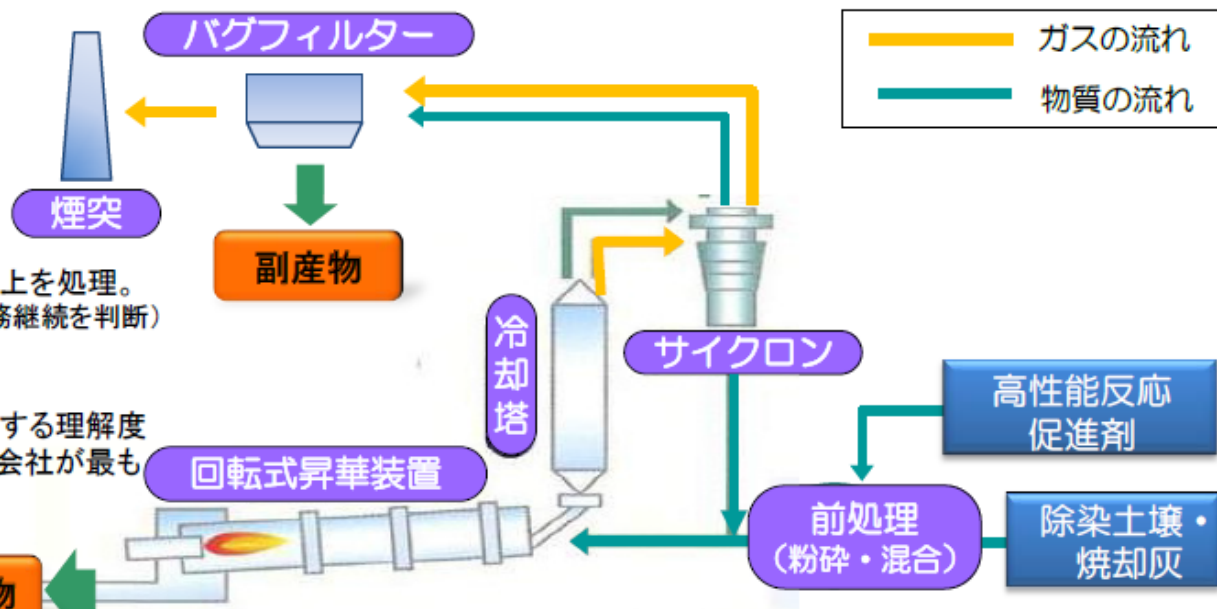 バグフィルター
ガスの流れ
物質の流れ
煙突
副産物
上を処理。
務継続を判断）
冷却塔
サイクロン
高性能反応
促進剤
する理解度
会社が最も
回転式昇華装置
前処理
（粉砕・混合）
除染土壌・
焼却灰
物